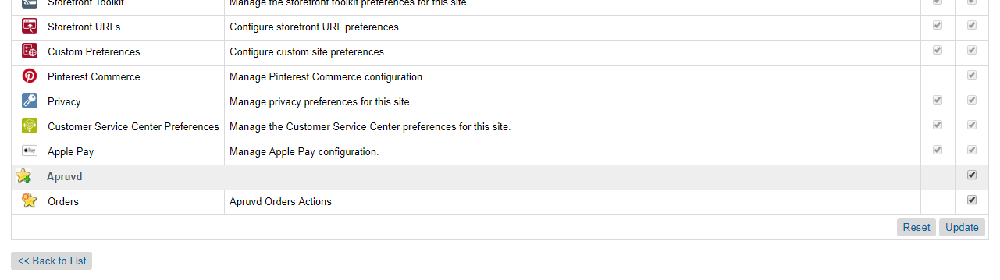 Storefront Toolkit Manage the storefront toolkit preferences for this site.
Storefront URLs Configure storefront URL preferences.
Custom Preferences Configure custom site preferences.
Pinterest Commerce Manage Pinterest Commerce configuration.
Privacy Manage privacy preferences for this site.
Customer Service Center Preferences Manage the Customer Service Center preferences for this site.
Pay Apple Pay Manage Apple Pay configuration.
Apruvd
Orders Apruvd Orders Actions
Reset Update
<< Back to List